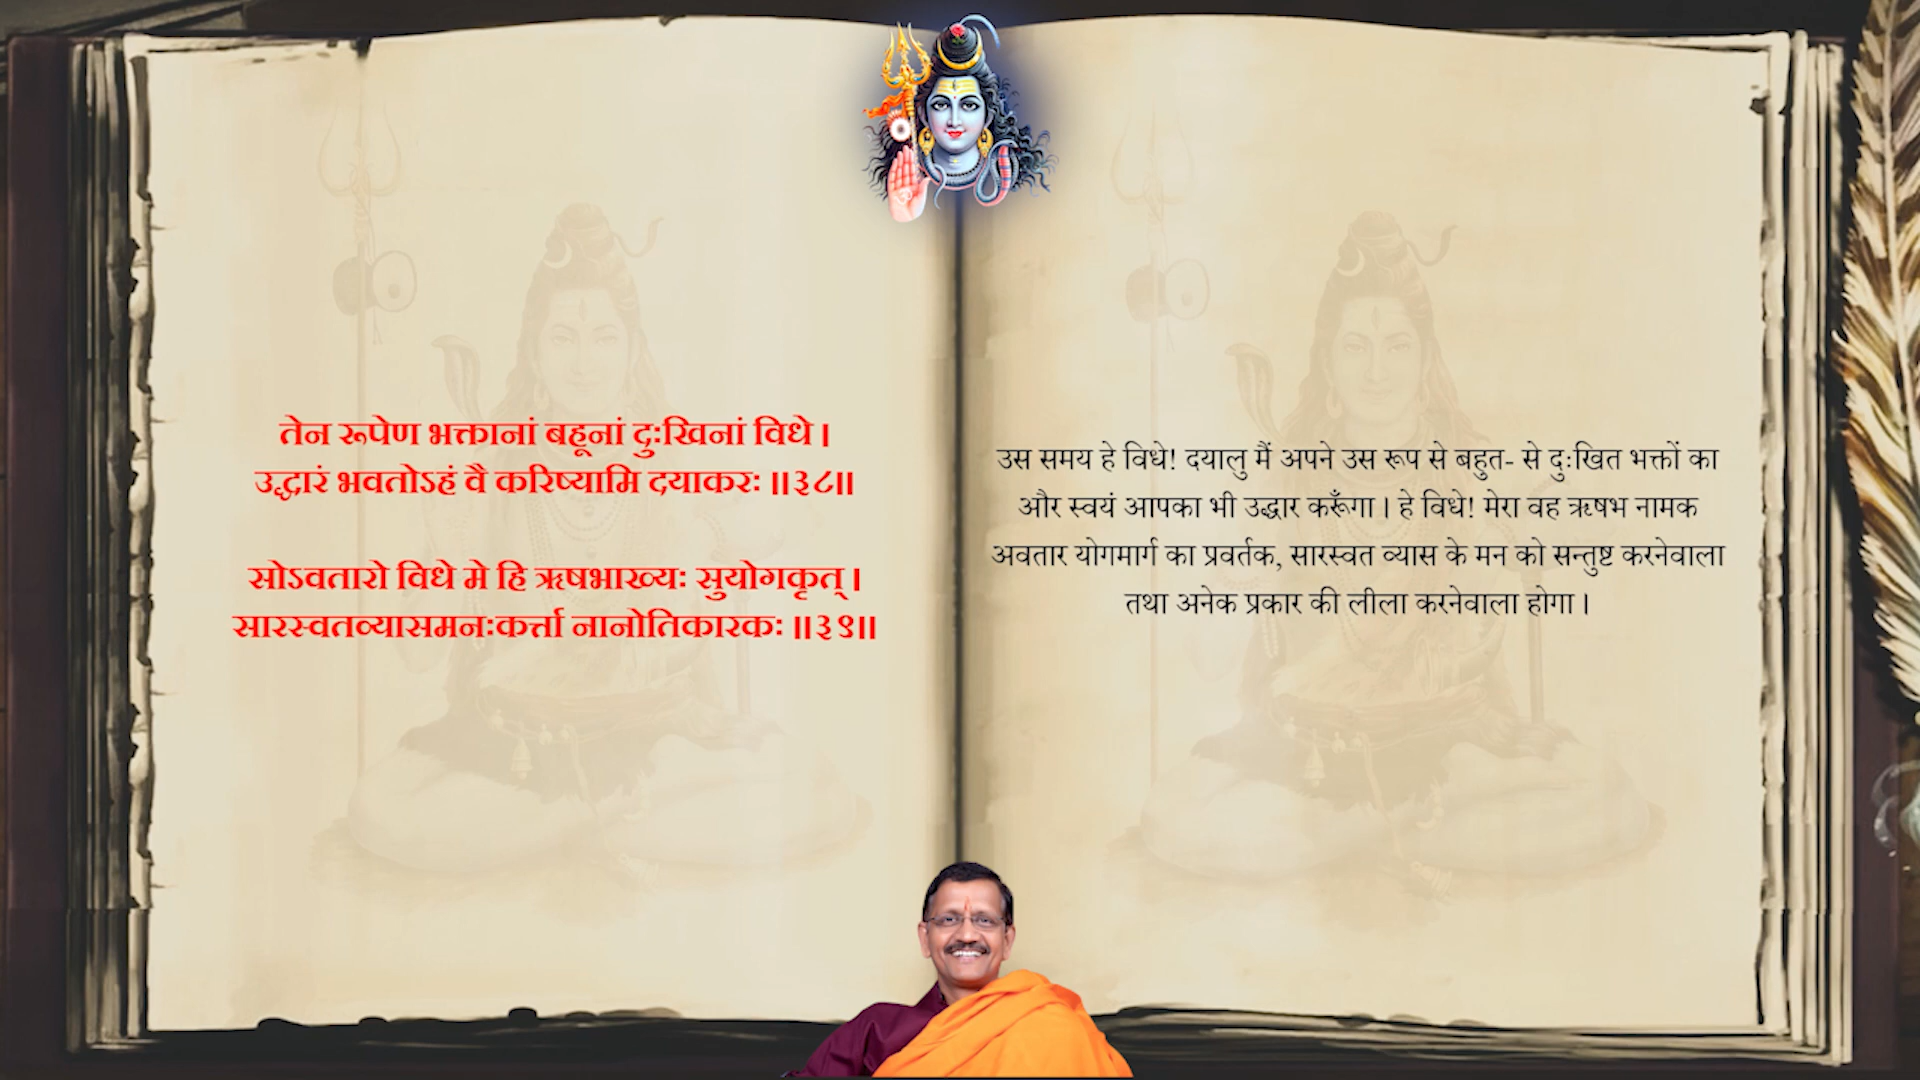 तेन रूपेण भक्तानां बहूनां दुःखिनां विधे ।
उद्धारं भवतोऽहं वै करिष्यामि दयाकरः ॥३८॥
सोऽवतारो विधे मे हि ऋषभाख्यः सुयोगकृत् ।
सारस्वतव्यासमनःकर्त्ता नानोतिकारकः ॥३९॥
उस समय हे विधे! दयालु मैं अपने उस रूप से बहुत- से दुःखित भक्तों का
और स्वयं आपका भी उद्धार करूँगा । हे विधे! मेरा वह ऋषभ नामक
अवतार योगमार्ग का प्रवर्तक, सारस्वत व्यास के मन को सन्तुष्ट करनेवाला
तथा अनेक प्रकार की लीला करनेवाला होगा ।